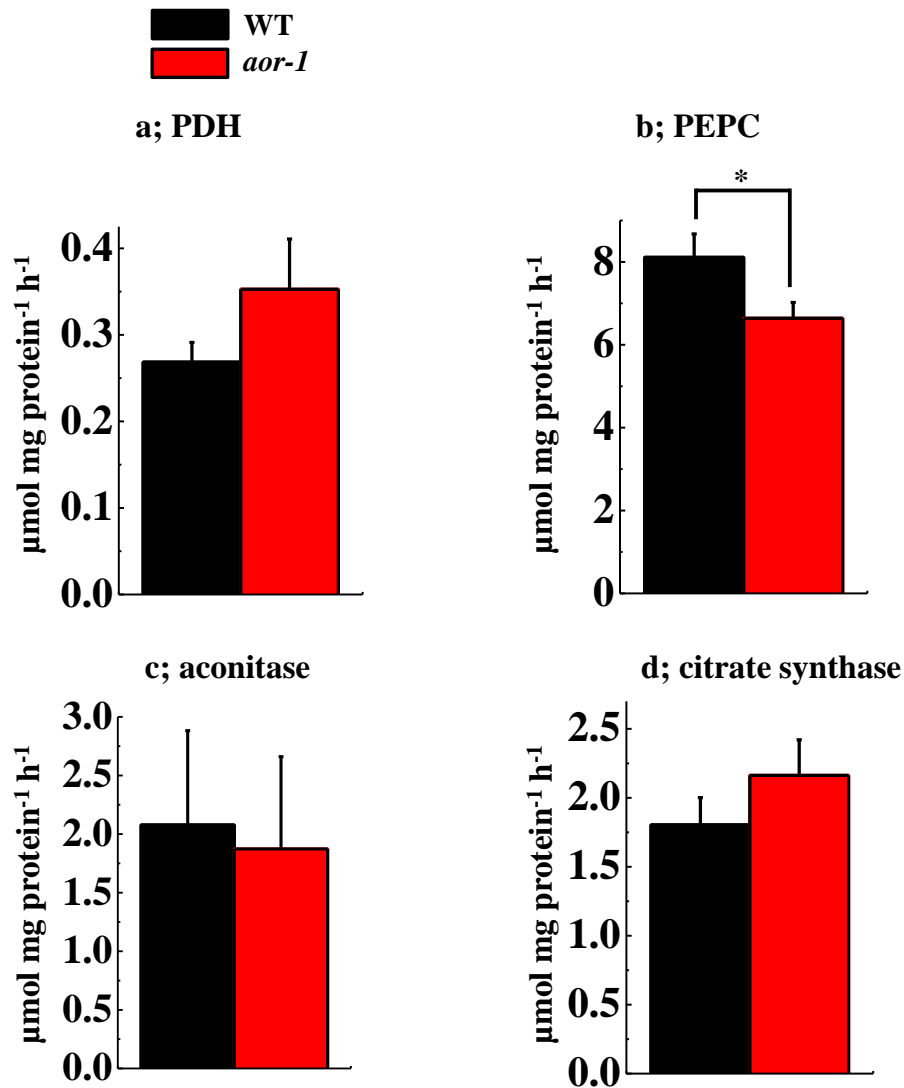 WT
aor-1
a; PDH
b; PEPC
*
µmol mg protein⁻¹ h⁻¹
0.4
0.3
0.2
0.1
0.0
µmol mg protein⁻¹ h⁻¹
8
6
4
2
0
c; aconitase
d; citrate synthase
µmol mg protein⁻¹ h⁻¹
3.0
2.5
2.0
1.5
1.0
0.5
0.0
µmol mg protein⁻¹ h⁻¹
2.5
2.0
1.5
1.0
0.5
0.0